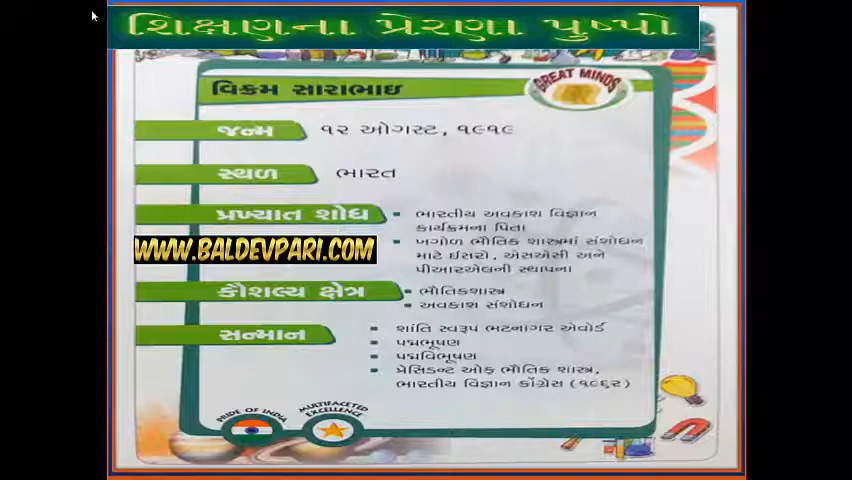 શિક્ષણના પ્રેરણા પુષ્પો
વિક્રમ સારાભાઇ
GREAT MINDS
જન્મ
૧૨ ઓગસ્ટ, ૧૯૧૯
સ્થળ
ભારત
પ્રખ્યાત શોધ
ભારતીય અવકાશ વિજ્ઞાન
કાર્યક્રમના પિતા
WWW.BALDEVPARI.COM
ખગોળ ભૌતિક શાસ્ત્રમાં સંશોધન
માટે ઈસરો, એસએસી અને
પીઆરએલની સ્થાપના
કૌશલ્ય ક્ષેત્ર
ભૌતિકશાસ્ત્ર
અવકાશ સંશોધન
સન્માન
શાંતિ સ્વરૂપ ભટનાગર એવોર્ડ
પદ્મભૂષણ
પદ્મવિભૂષણ
પ્રેસિડન્ટ ઓફ ભૌતિક શાસ્ત્ર,
ભારતીય વિજ્ઞાન કોંગ્રેસ (૧૯૬૨)
PRIDE OF INDIA
MULTIFACETED
EXCELLENCE